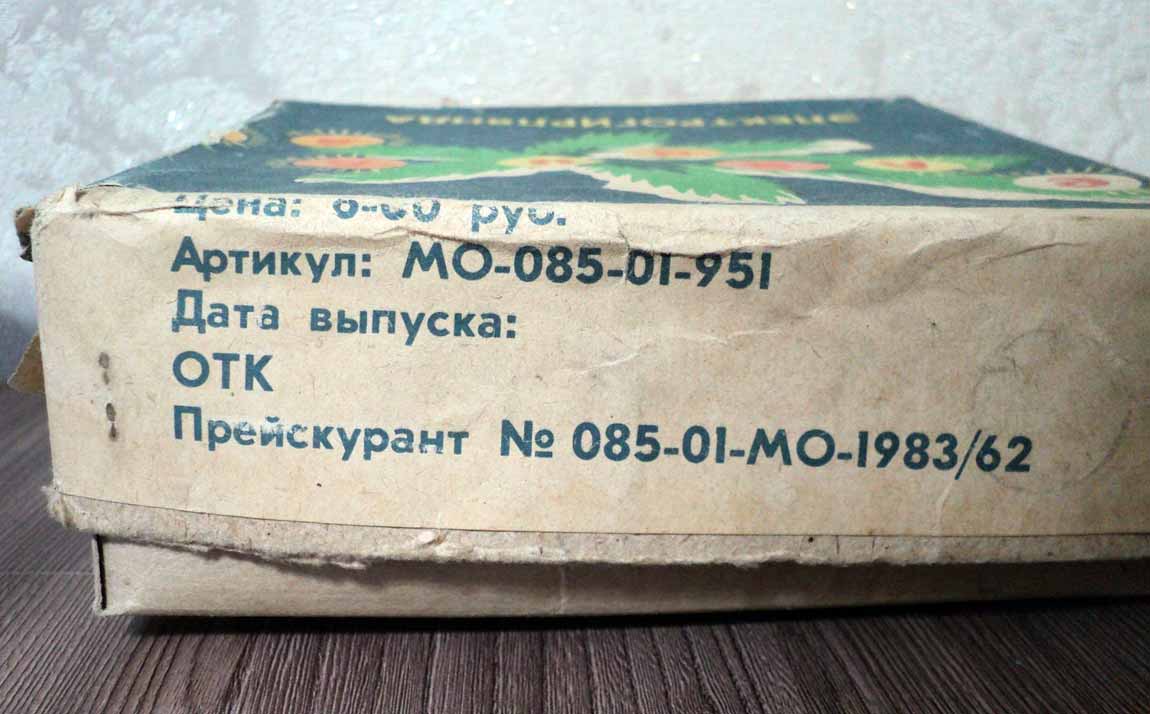 ЭЛЕКТРОГИРЛЯНДА
Цена: руб.
Артикул: МО-085-01-951
Дата выпуска:
ОТК
Прейскурант № 085-01-МО-1983/62